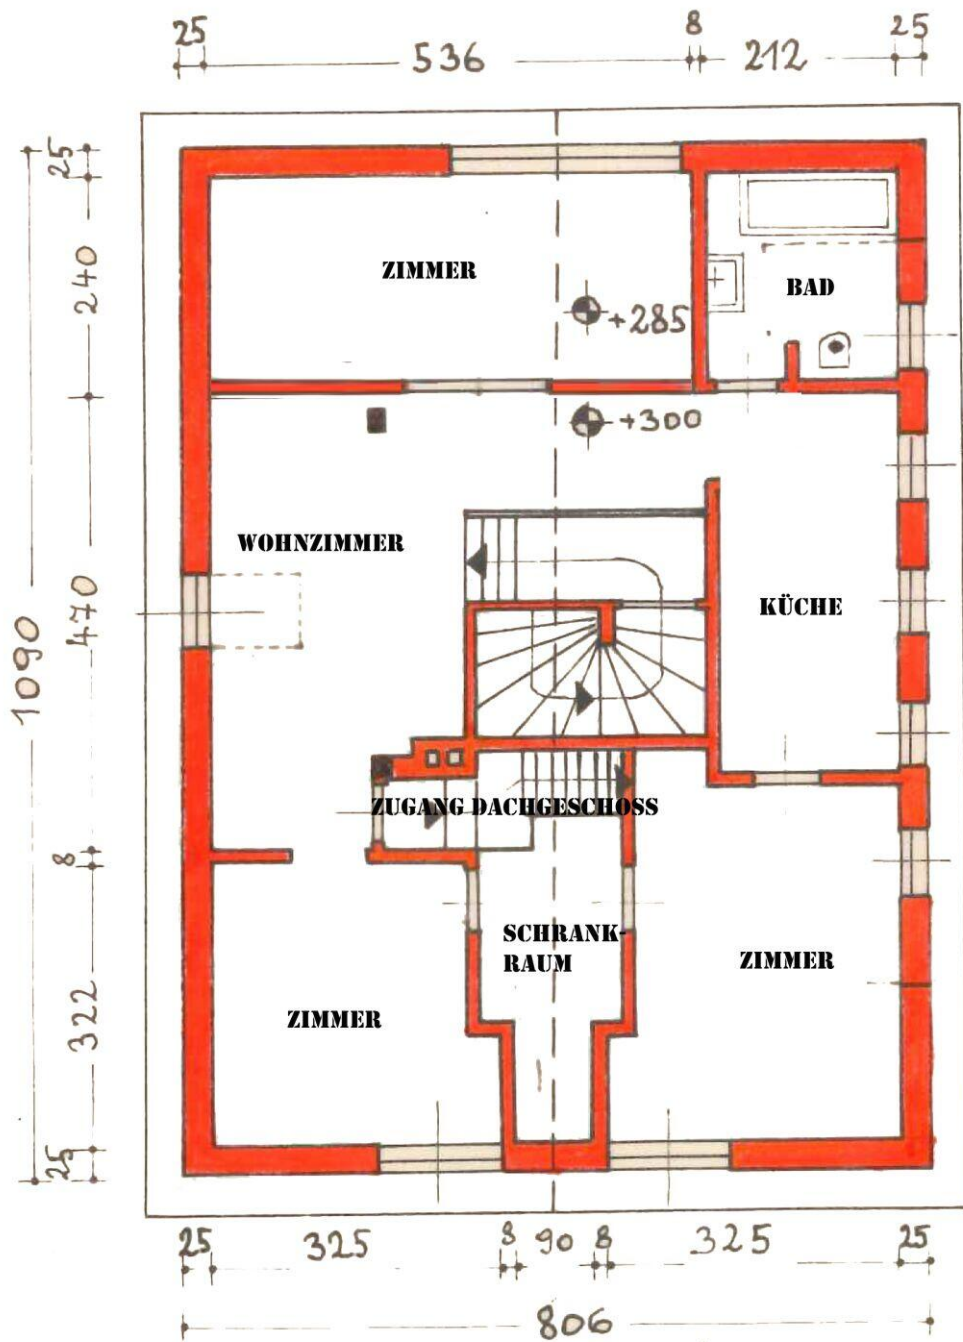 25 536 8 212 25
25
240
470
8
322
25
1090
ZIMMER
BAD
+285
+300
WOHNZIMMER
KÜCHE
ZUGANG DACHGESCHOSS
SCHRANK-
RAUM
ZIMMER
ZIMMER
25 325 8 90 8 325 25
806